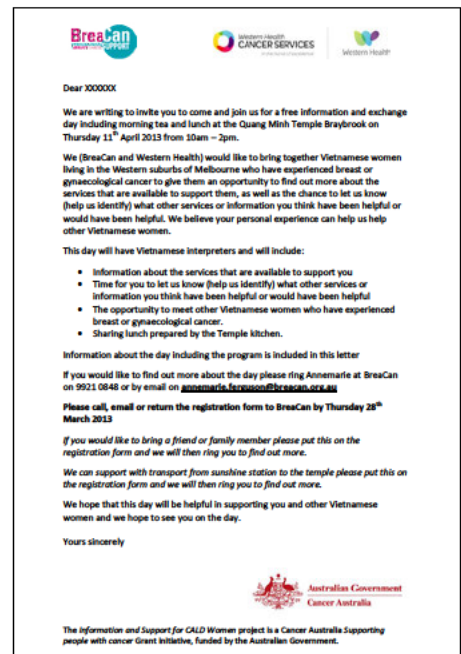 BreaCan
SUPPORT
Western Health
CANCER SERVICES
Western Health
Dear XXXXXX
We are writing to invite you to come and join us for a free information and exchange
day including morning tea and lunch at the Quang Minh Temple Braybrook on
Thursday 11th April 2013 from 10am – 2pm.
We (BreaCan and Western Health) would like to bring together Vietnamese women
living in the Western suburbs of Melbourne who have experienced breast or
gynaecological cancer to give them an opportunity to find out more about the
services that are available to support them, as well as the chance to let us know
(help us identify) what other services or information you think have been helpful or
would have been helpful. We believe your personal experience can help us help
other Vietnamese women.
This day will have Vietnamese interpreters and will include:
▪ Information about the services that are available to support you
▪ Time for you to let us know (help us identify) what other services or
information you think have been helpful or would have been helpful
▪ The opportunity to meet other Vietnamese women who have experienced
breast or gynaecological cancer.
▪ Sharing lunch prepared by the Temple kitchen.
Information about the day including the program is included in this letter
If you would like to find out more about the day please ring Annemarie at BreaCan
on 9921 0848 or by email on annemarie.ferguson@breacan.org.au
Please call, email or return the registration form to BreaCan by Thursday 28th
March 2013
If you would like to bring a friend or family member please put this on the
registration form and we will then ring you to find out more.
We can support with transport from sunshine station to the temple please put this on
the registration form and we will then ring you to find out more.
We hope that this day will be helpful in supporting you and other Vietnamese
women and we hope to see you on the day.
Yours sincerely
Australian Government
Cancer Australia
The Information and Support for CALD Women project is a Cancer Australia Supporting
people with cancer Grant initiative, funded by the Australian Government.